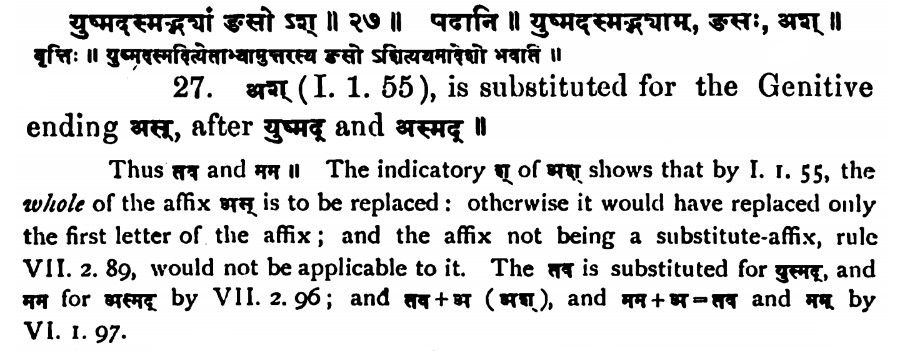 युष्मदस्मद्भ्यां ङसो ऽश् ॥ २७ ॥ पदानि ॥ युष्मदस्मद्भ्याम्, ङसः, अश् ॥
वृत्तिः ॥ युष्मदस्मदित्येताभ्यामुत्तरस्य ङसो ऽशित्ययमादेशो भवति ॥
27. अश् (I. 1. 55), is substituted for the Genitive
ending अस्, after युष्मद् and अस्मद् ॥
Thus तव and मम ॥ The indicatory श् of अश् shows that by I. 1. 55, the
whole of the affix अस् is to be replaced : otherwise it would have replaced only
the first letter of the affix ; and the affix not being a substitute-affix, rule
VII. 2. 89, would not be applicable to it. The तव is substituted for युस्मद्, and
मम for अस्मद् by VII. 2. 96 ; and तव + अ (अश्), and मम + अ = तव and मम् by
VI. 1. 97.